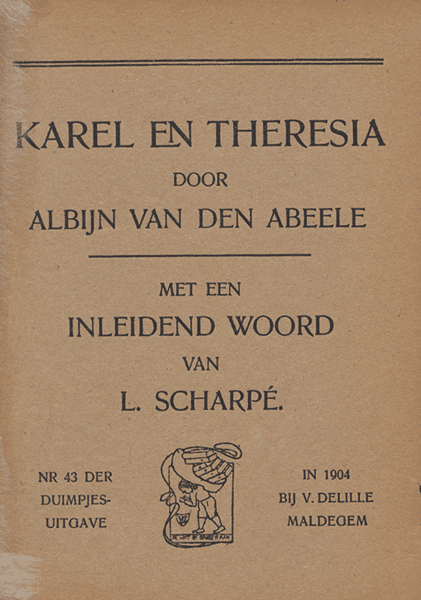 KAREL EN THERESIA
DOOR
ALBIJN VAN DEN ABEELE
MET EEN
INLEIDEND WOORD
VAN
L. SCHARPÉ.
NR 43 DER
DUIMPJES-
UITGAVE
IN 1904
BIJ V. DELILLE
MALDEGEM